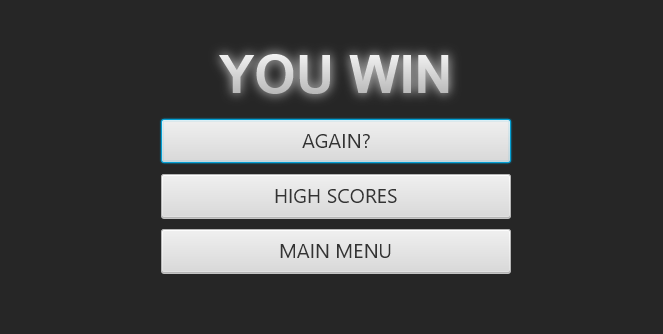 YOU WIN
AGAIN?
HIGH SCORES
MAIN MENU